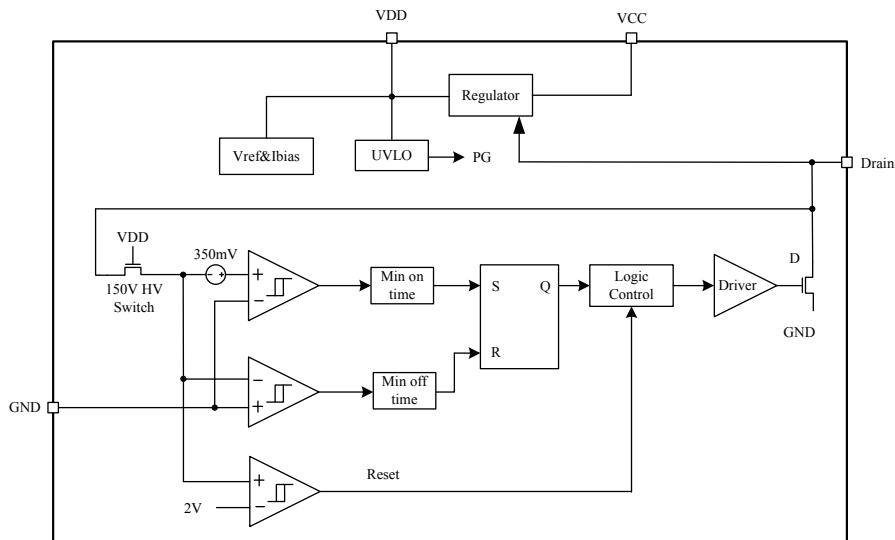 VDD
VCC
Regulator
Vref&Ibias
UVLO
PG
Drain
VDD
350mV
150V HV
Switch
+
-
+
−
Min on
time
S
Q
R
Logic
Control
Driver
D
GND
−
+
Min off
time
GND
Reset
+
−
2V